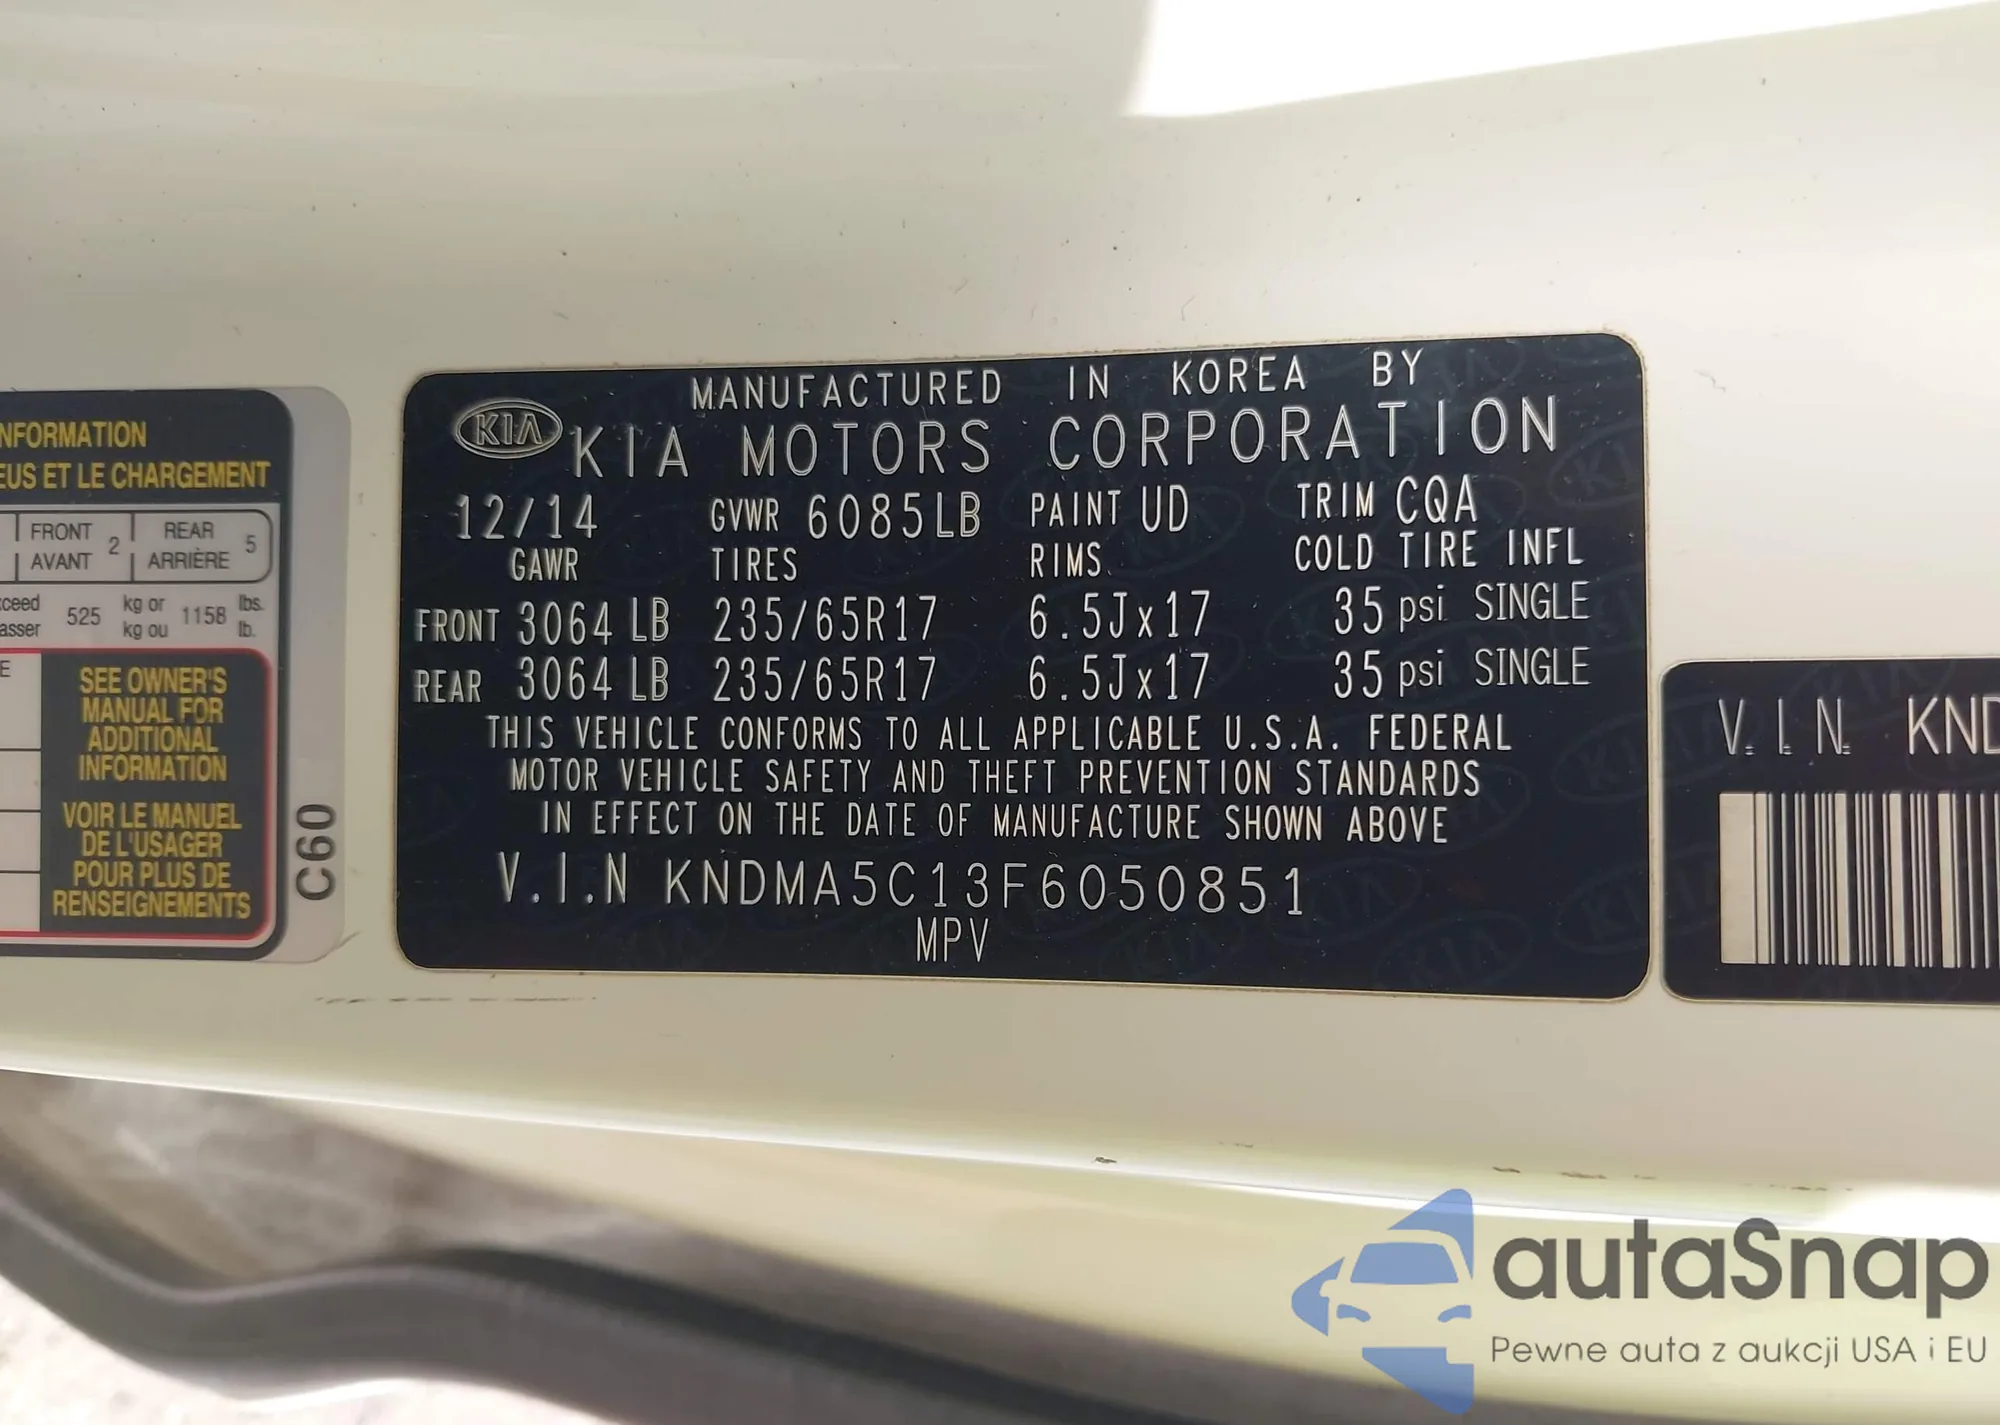 NFORMATION
EUS ET LE CHARGEMENT
FRONT 2 REAR 5
AVANT ARRIÈRE
xceed 525 kg or 1158 lbs.
asser kg ou lb.
E
SEE OWNER'S
MANUAL FOR
ADDITIONAL
INFORMATION
VOIR LE MANUEL
DE L'USAGER
POUR PLUS DE
RENSEIGNEMENTS
C60
MANUFACTURED IN KOREA BY
KIA KIA MOTORS CORPORATION
12/14 GVWR 6085LB PAINT UD TRIM CQA
GAWR TIRES RIMS COLD TIRE INFL
FRONT 3064 LB 235/65R17 6.5Jx17 35 psi SINGLE
REAR 3064 LB 235/65R17 6.5Jx17 35 psi SINGLE
THIS VEHICLE CONFORMS TO ALL APPLICABLE U.S.A. FEDERAL
MOTOR VEHICLE SAFETY AND THEFT PREVENTION STANDARDS
IN EFFECT ON THE DATE OF MANUFACTURE SHOWN ABOVE
V.I.N KNDMA5C13F6050851
MPV
V.I.N. KND
autaSnap
Pewne auta z aukcji USA i EU